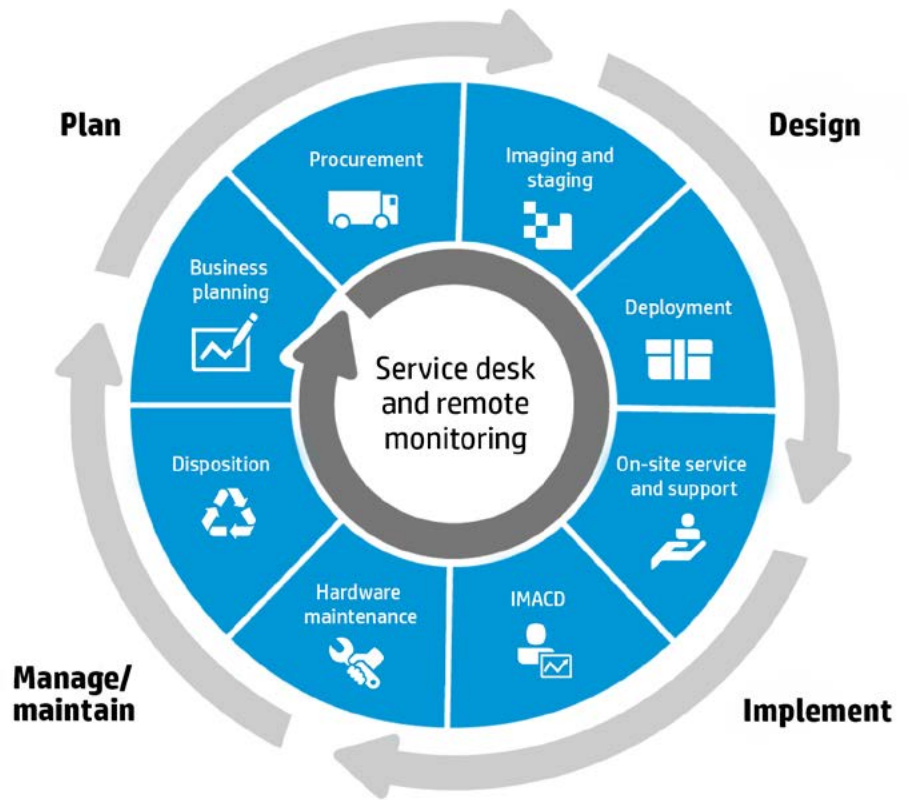 Plan
Design
Procurement
Imaging and
staging
Business
planning
Deployment
Service desk
and remote
monitoring
Disposition
On-site service
and support
Hardware
maintenance
IMACD
Manage/
maintain
Implement